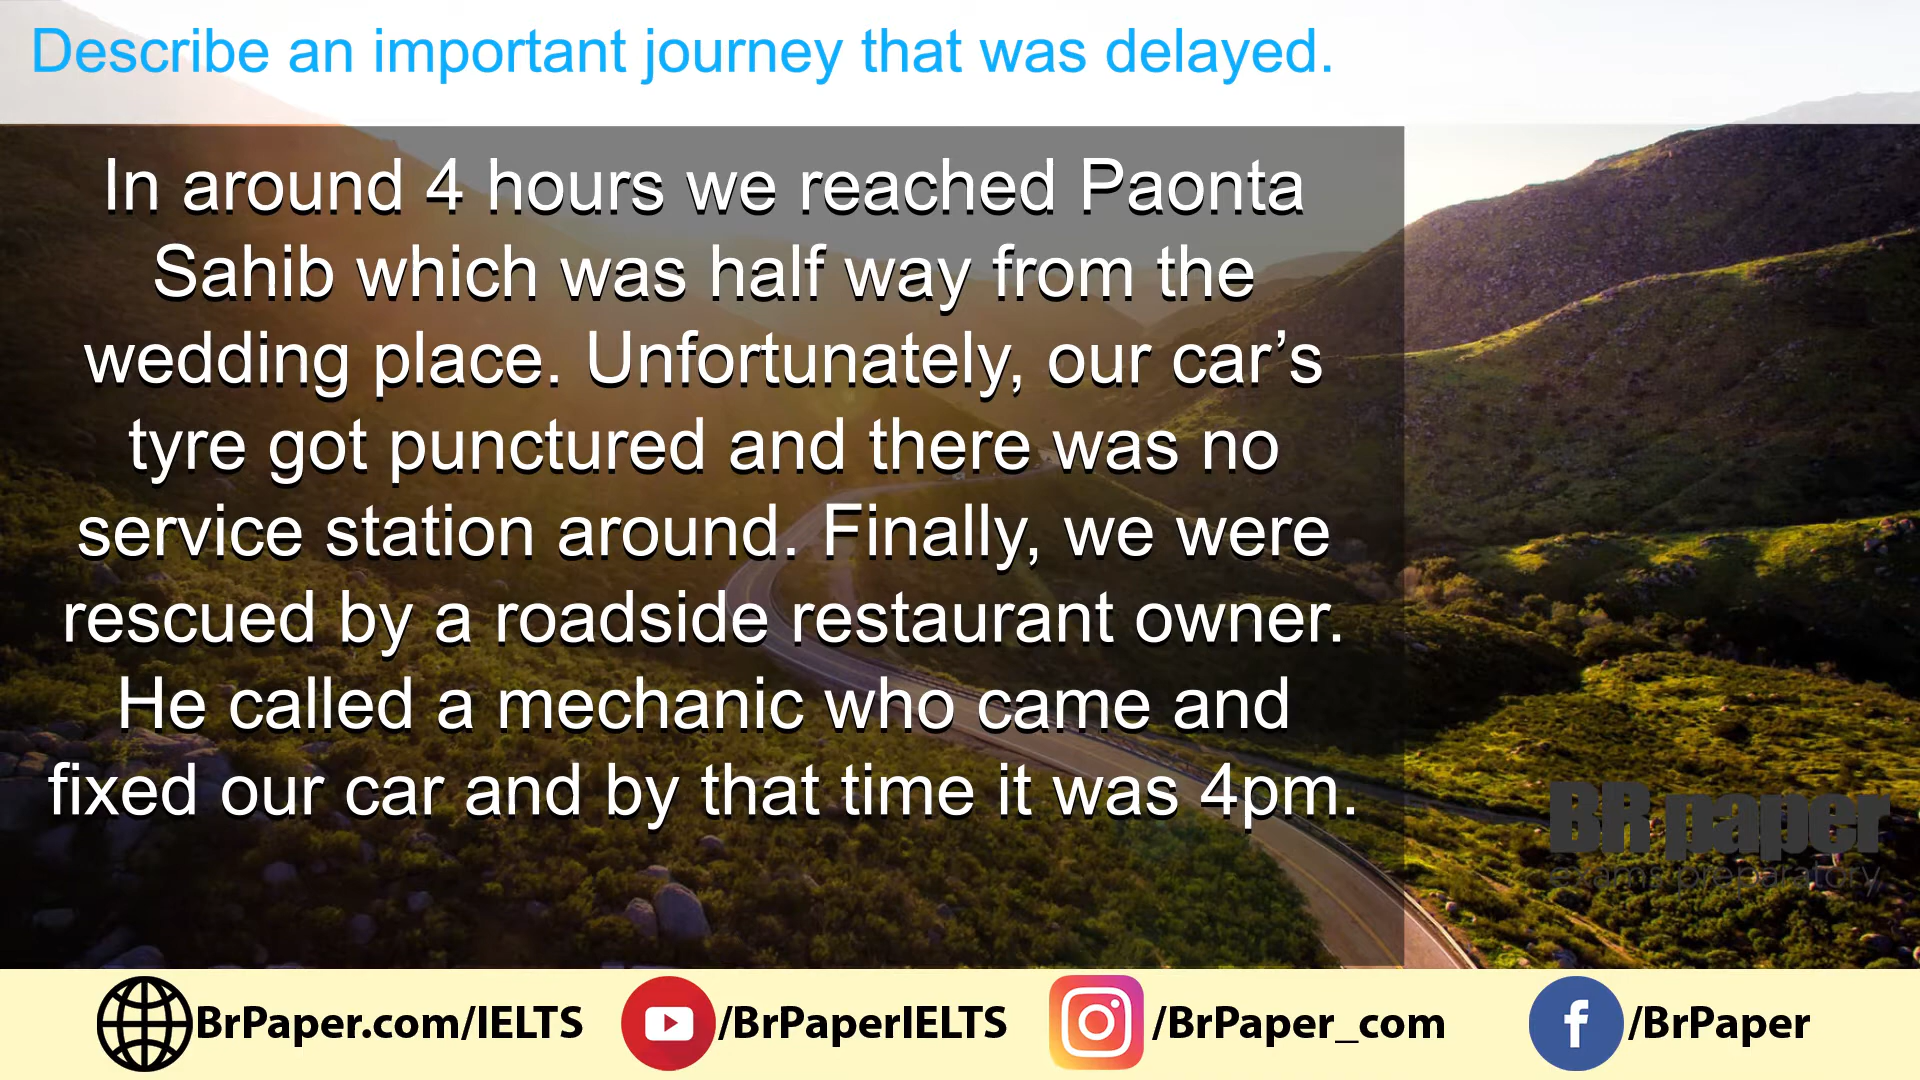 Describe an important journey that was delayed.
In around 4 hours we reached Paonta
Sahib which was half way from the
wedding place. Unfortunately, our car’s
tyre got punctured and there was no
service station around. Finally, we were
rescued by a roadside restaurant owner.
He called a mechanic who came and
fixed our car and by that time it was 4pm.
BR paper
exams preparatory
BrPaper.com/IELTS /BrPaperIELTS /BrPaper_com /BrPaper